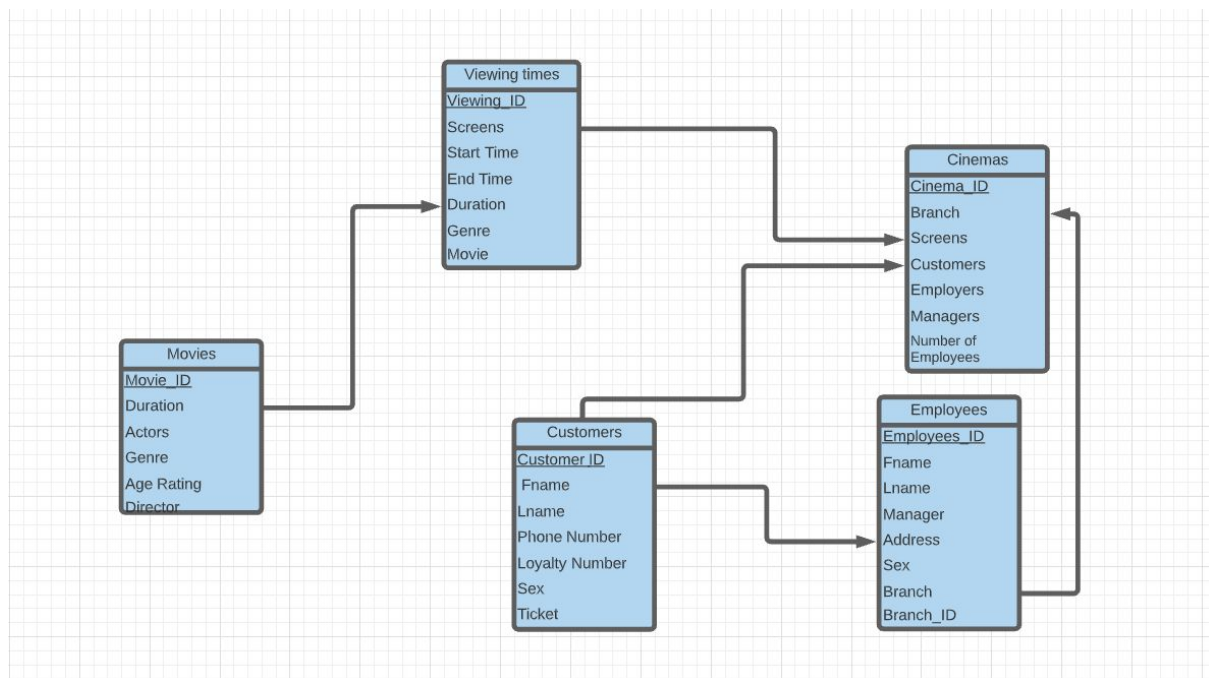 Viewing times
Viewing_ID
Screens
Start Time
End Time
Duration
Genre
Movie
Cinemas
Cinema_ID
Branch
Screens
Customers
Employers
Managers
Number of
Employees
Movies
Movie_ID
Duration
Actors
Genre
Age Rating
Director
Customers
Customer_ID
Fname
Lname
Phone Number
Loyalty Number
Sex
Ticket
Employees
Employees_ID
Fname
Lname
Manager
Address
Sex
Branch
Branch_ID